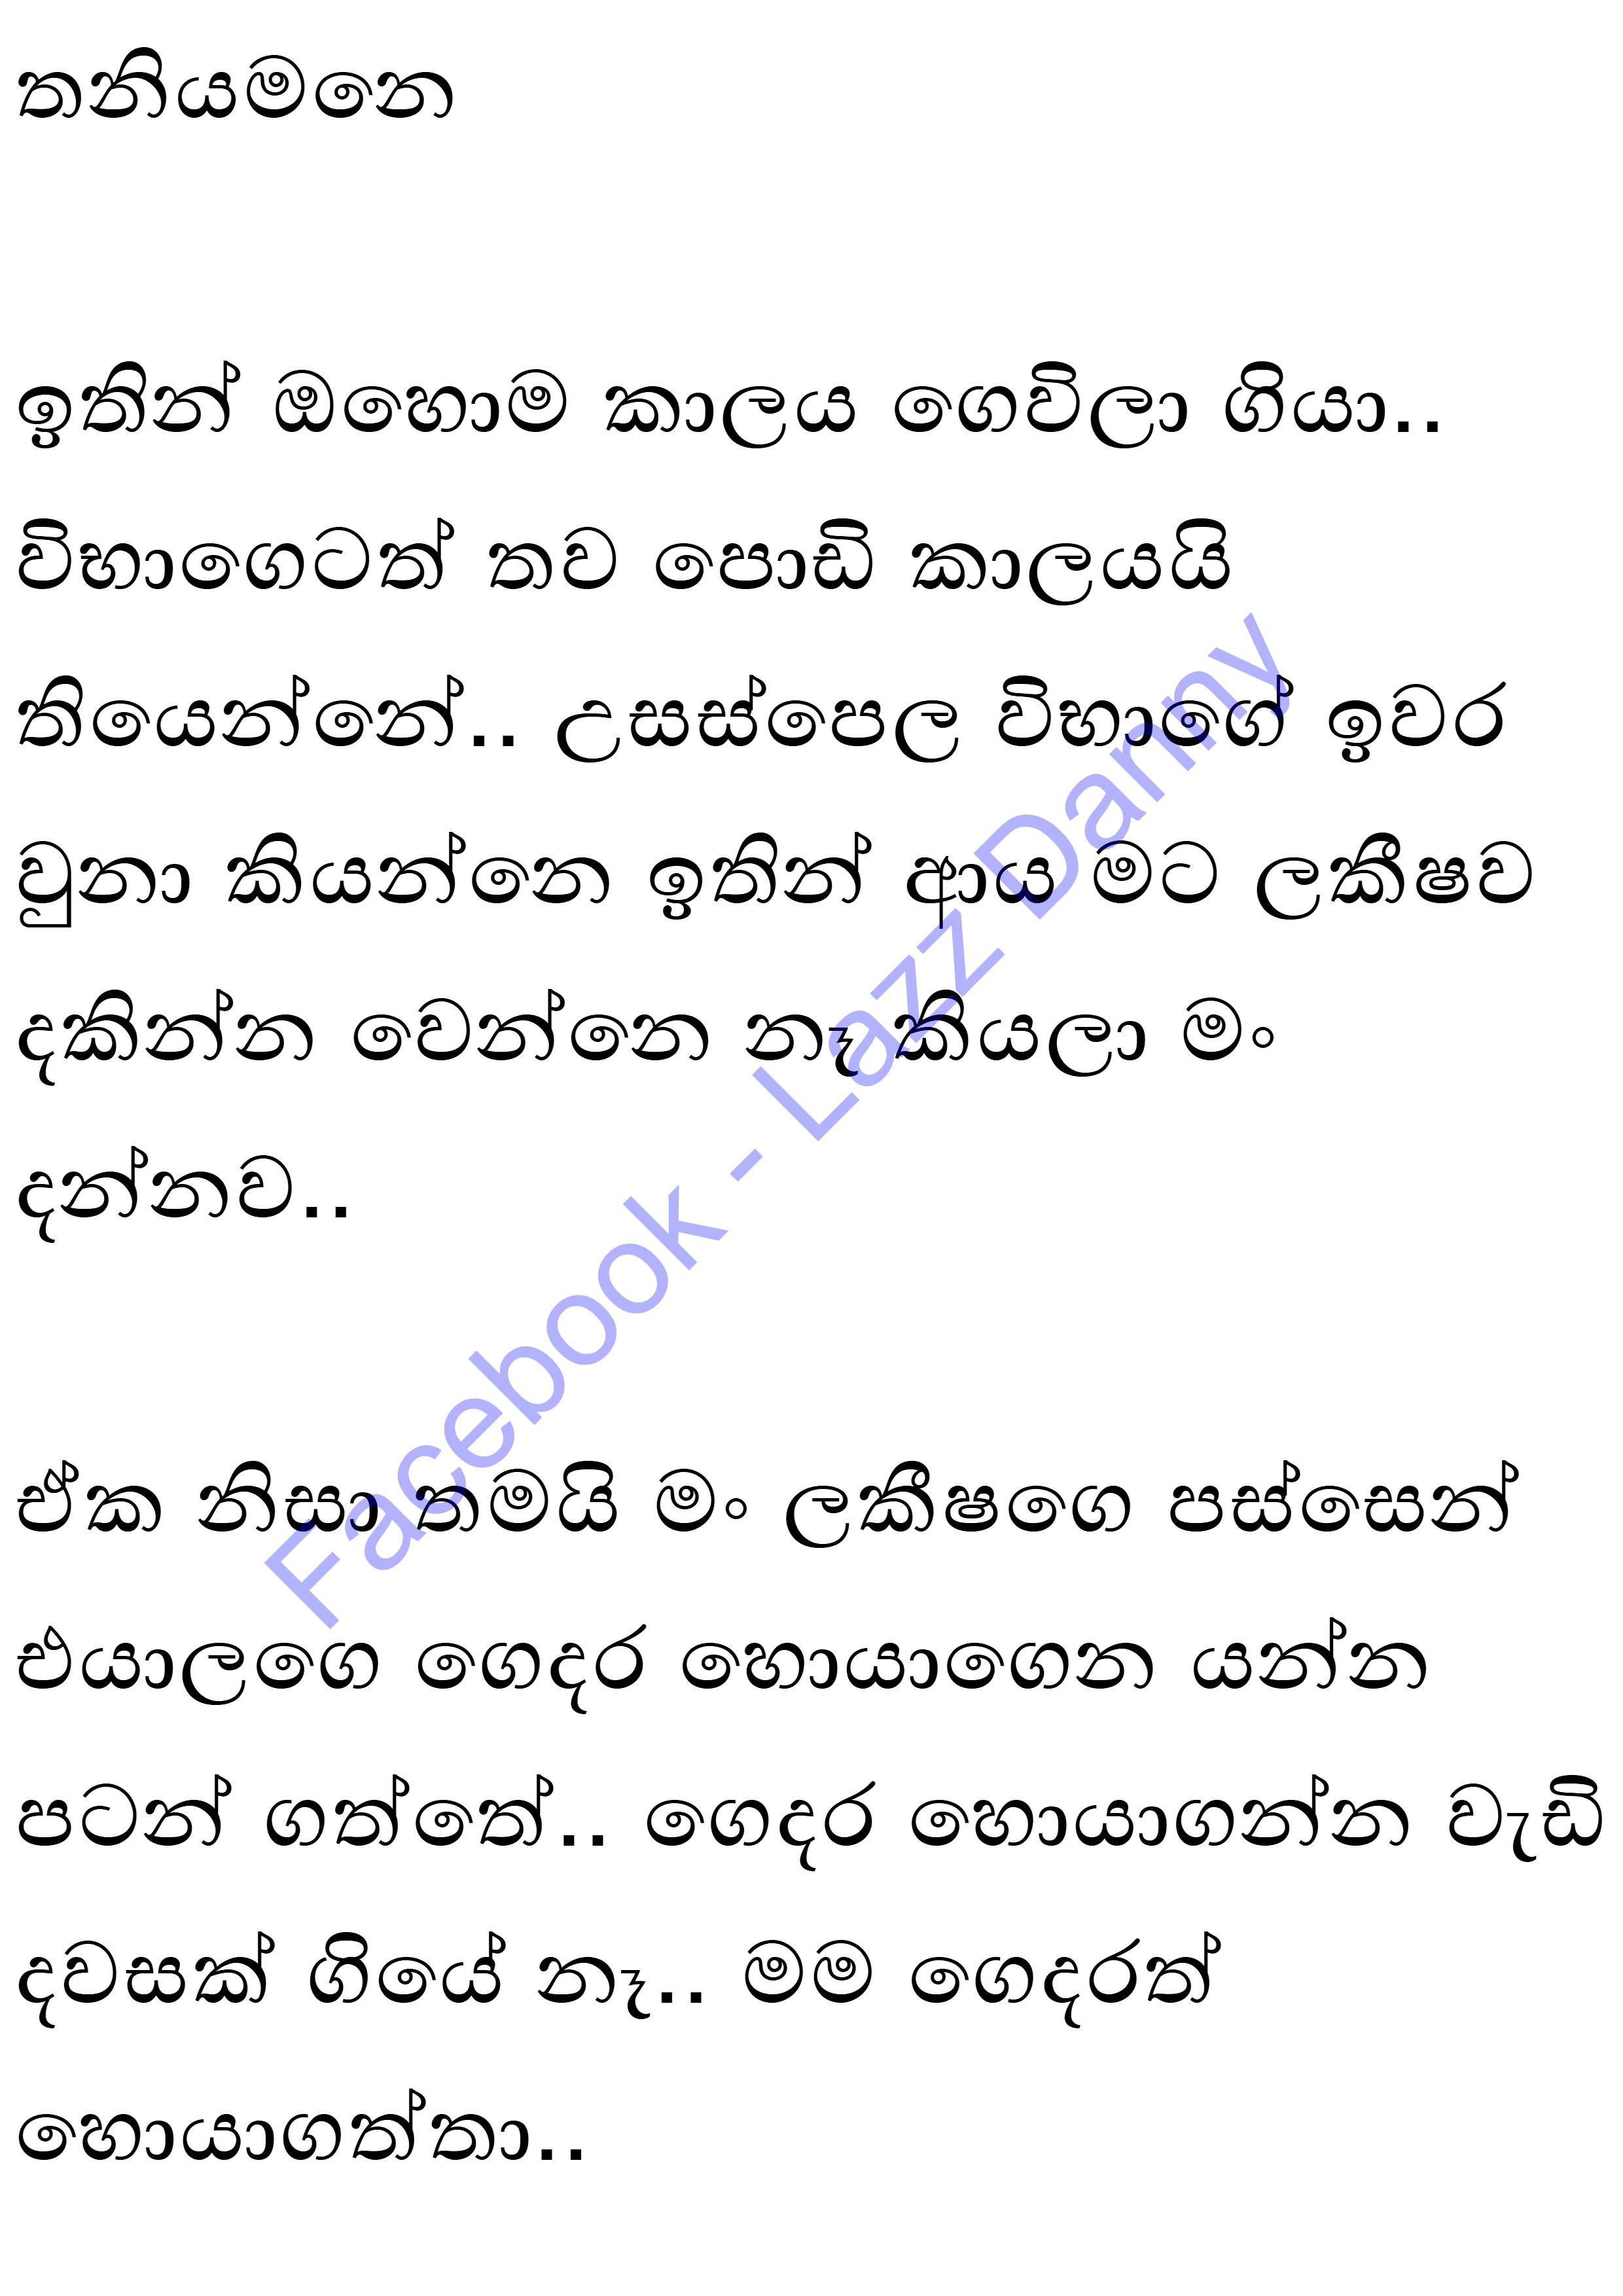 තනියමනෙ
ඉතින් ඔහොම කාලය ගෙවිලා ගියා..
විභාගෙටත් තව පොඩි කාලයයි
තියෙන්නේ.. උසස්පෙල විභාගේ ඉවර
වුනා කියන්නෙ ඉතින් ආය මට ලකීෂව
දකින්න වෙන්නෙ නෑ කියලා මං
දන්නව..
ඒක නිසා තමයි මං ලකීෂගෙ පස්සෙන්
එයාලගෙ ගෙදර හොයාගෙන යන්න
පටන් ගත්තේ.. ගෙදර හොයාගන්න වැඩි
දවසක් ගියේ නෑ.. මම ගෙදරත්
හොයාගත්තා..
Facebook - Lazz Danny